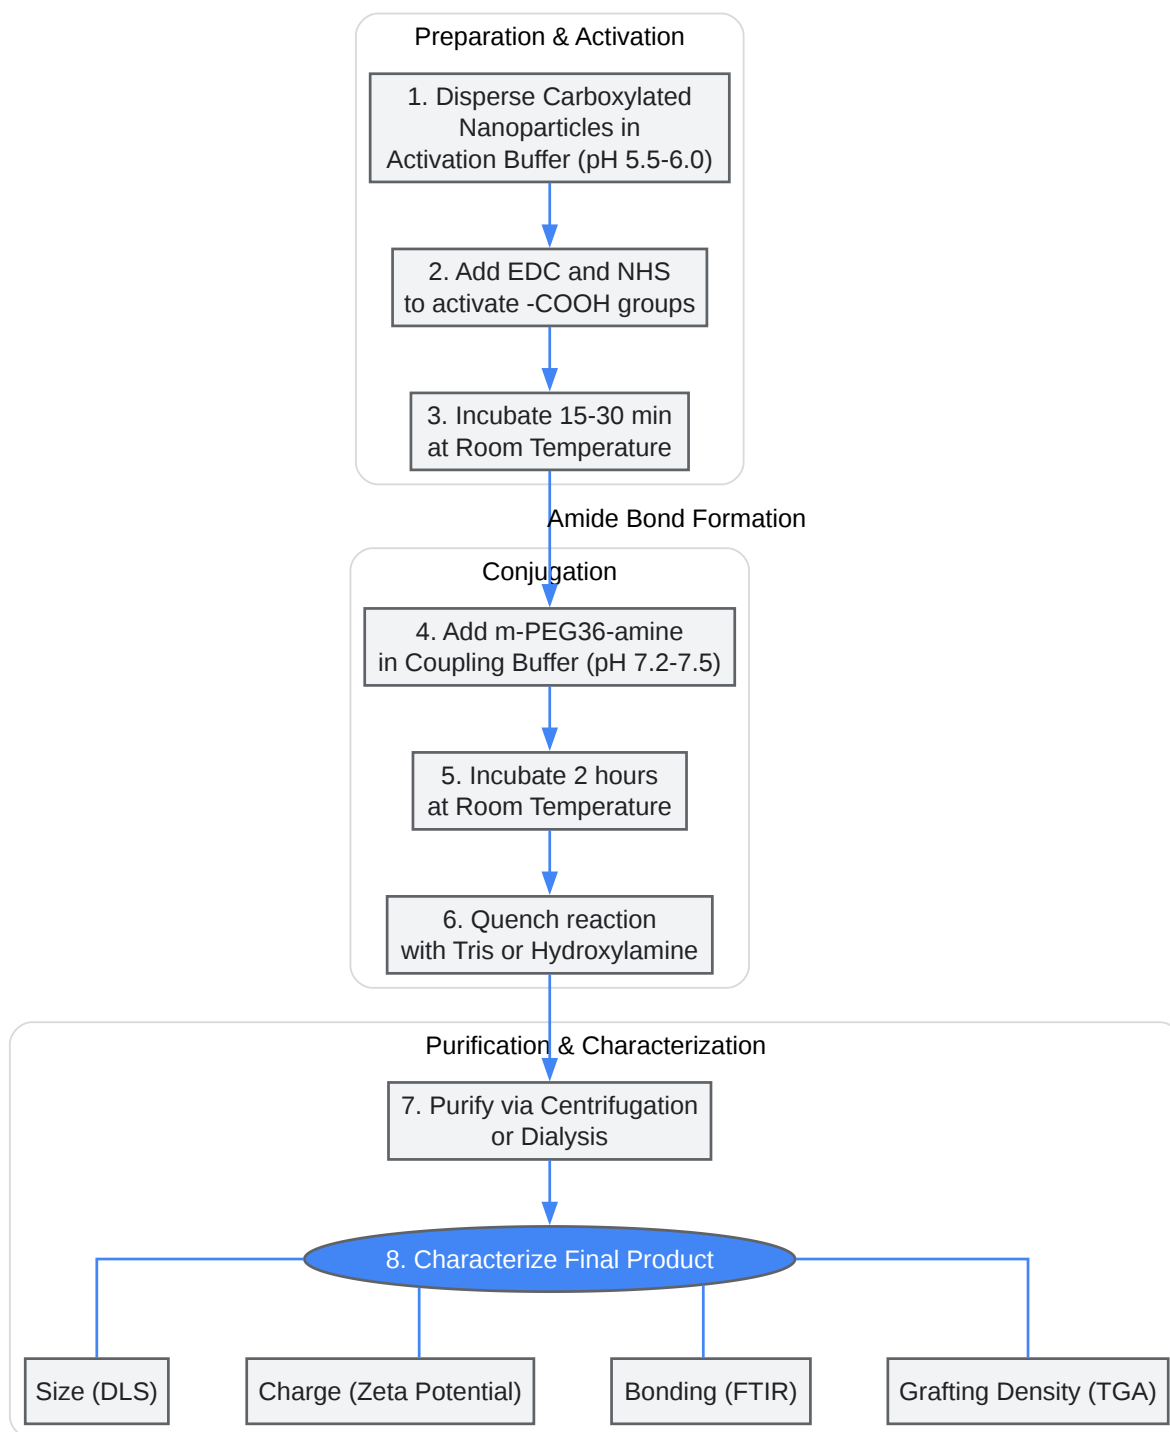 Preparation & Activation
1. Disperse Carboxylated
Nanoparticles in
Activation Buffer (pH 5.5-6.0)
2. Add EDC and NHS
to activate -COOH groups
3. Incubate 15-30 min
at Room Temperature
Amide Bond Formation
Conjugation
4. Add m-PEG36-amine
in Coupling Buffer (pH 7.2-7.5)
5. Incubate 2 hours
at Room Temperature
6. Quench reaction
with Tris or Hydroxylamine
Purification & Characterization
7. Purify via Centrifugation
or Dialysis
8. Characterize Final Product
Size (DLS)
Charge (Zeta Potential)
Bonding (FTIR)
Grafting Density (TGA)